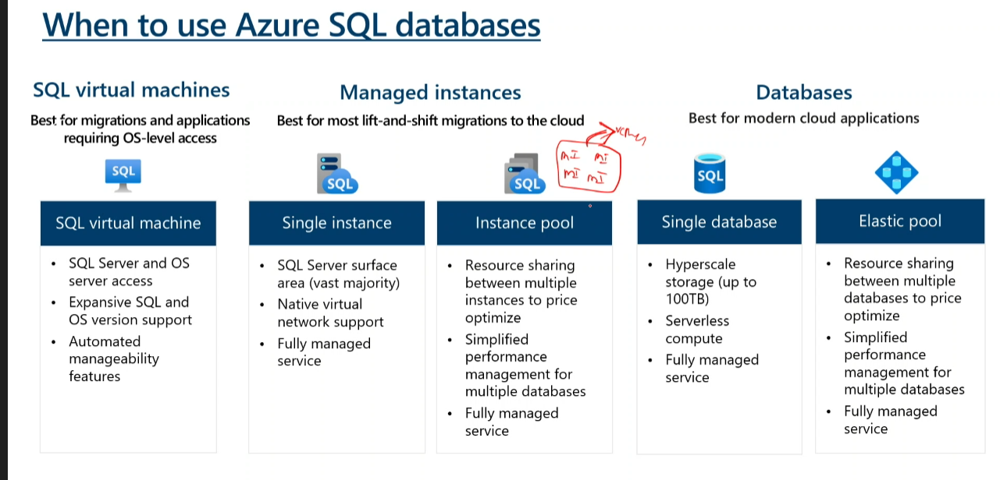 When to use Azure SQL databases
SQL virtual machines
Best for migrations and applications
requiring OS-level access
SQL
SQL virtual machine
• SQL Server and OS
server access
• Expansive SQL and
OS version support
• Automated
manageability
features
Managed instances
Best for most lift-and-shift migrations to the cloud
SQL
Single instance
• SQL Server surface
area (vast majority)
• Native virtual
network support
• Fully managed
service
SQL
MI MI
MI MI
Instance pool
• Resource sharing
between multiple
instances to price
optimize
• Simplified
performance
management for
multiple databases
• Fully managed
service
Databases
Best for modern cloud applications
SQL
Single database
• Hyperscale
storage (up to
100TB)
• Serverless
compute
• Fully managed
service
Elastic pool
• Resource sharing
between multiple
databases to price
optimize
• Simplified
performance
management for
multiple databases
• Fully managed
service